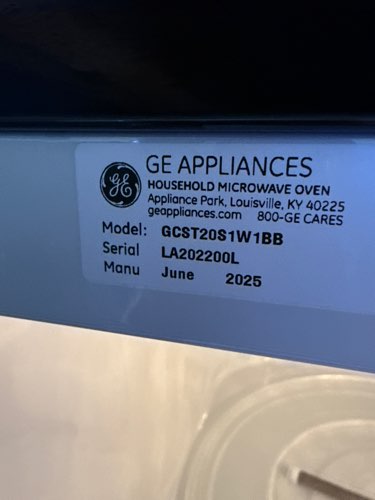 GE
GE APPLIANCES
HOUSEHOLD MICROWAVE OVEN
Appliance Park, Louisville, KY 40225
geappliances.com 800-GE CARES
Model: GCST20S1W1BB
Serial LA202200L
Manu June 2025